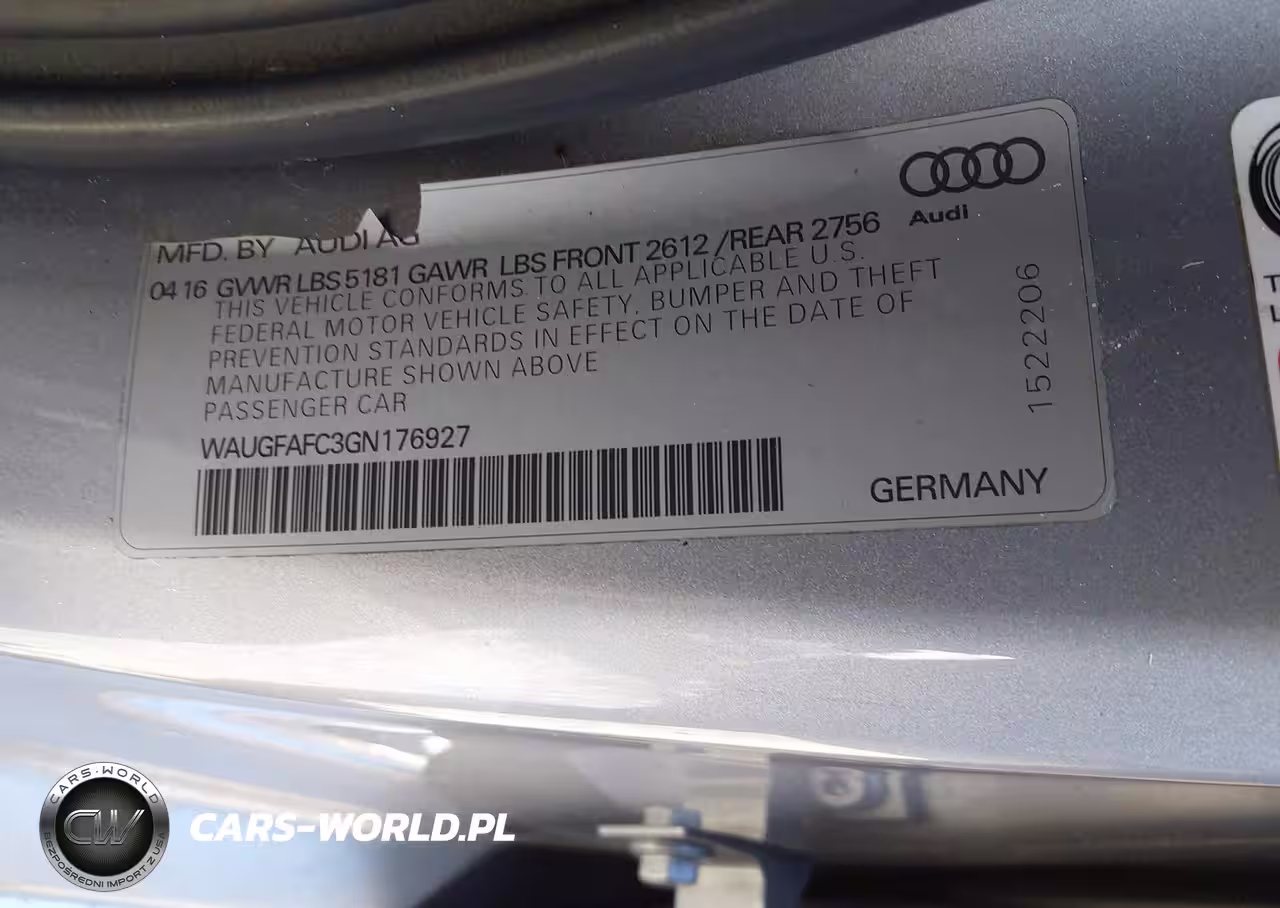 MFD. BY AUDI AG
04 16 GVWR LBS 5181 GAWR LBS FRONT 2612 /REAR 2756
THIS VEHICLE CONFORMS TO ALL APPLICABLE U.S.
FEDERAL MOTOR VEHICLE SAFETY, BUMPER AND THEFT
PREVENTION STANDARDS IN EFFECT ON THE DATE OF
MANUFACTURE SHOWN ABOVE
PASSENGER CAR
WAUGFAFC3GN176927
Audi
1522206
GERMANY
CARS-WORLD
CW
BEZPOŚREDNI IMPORT Z USA
CARS-WORLD.PL